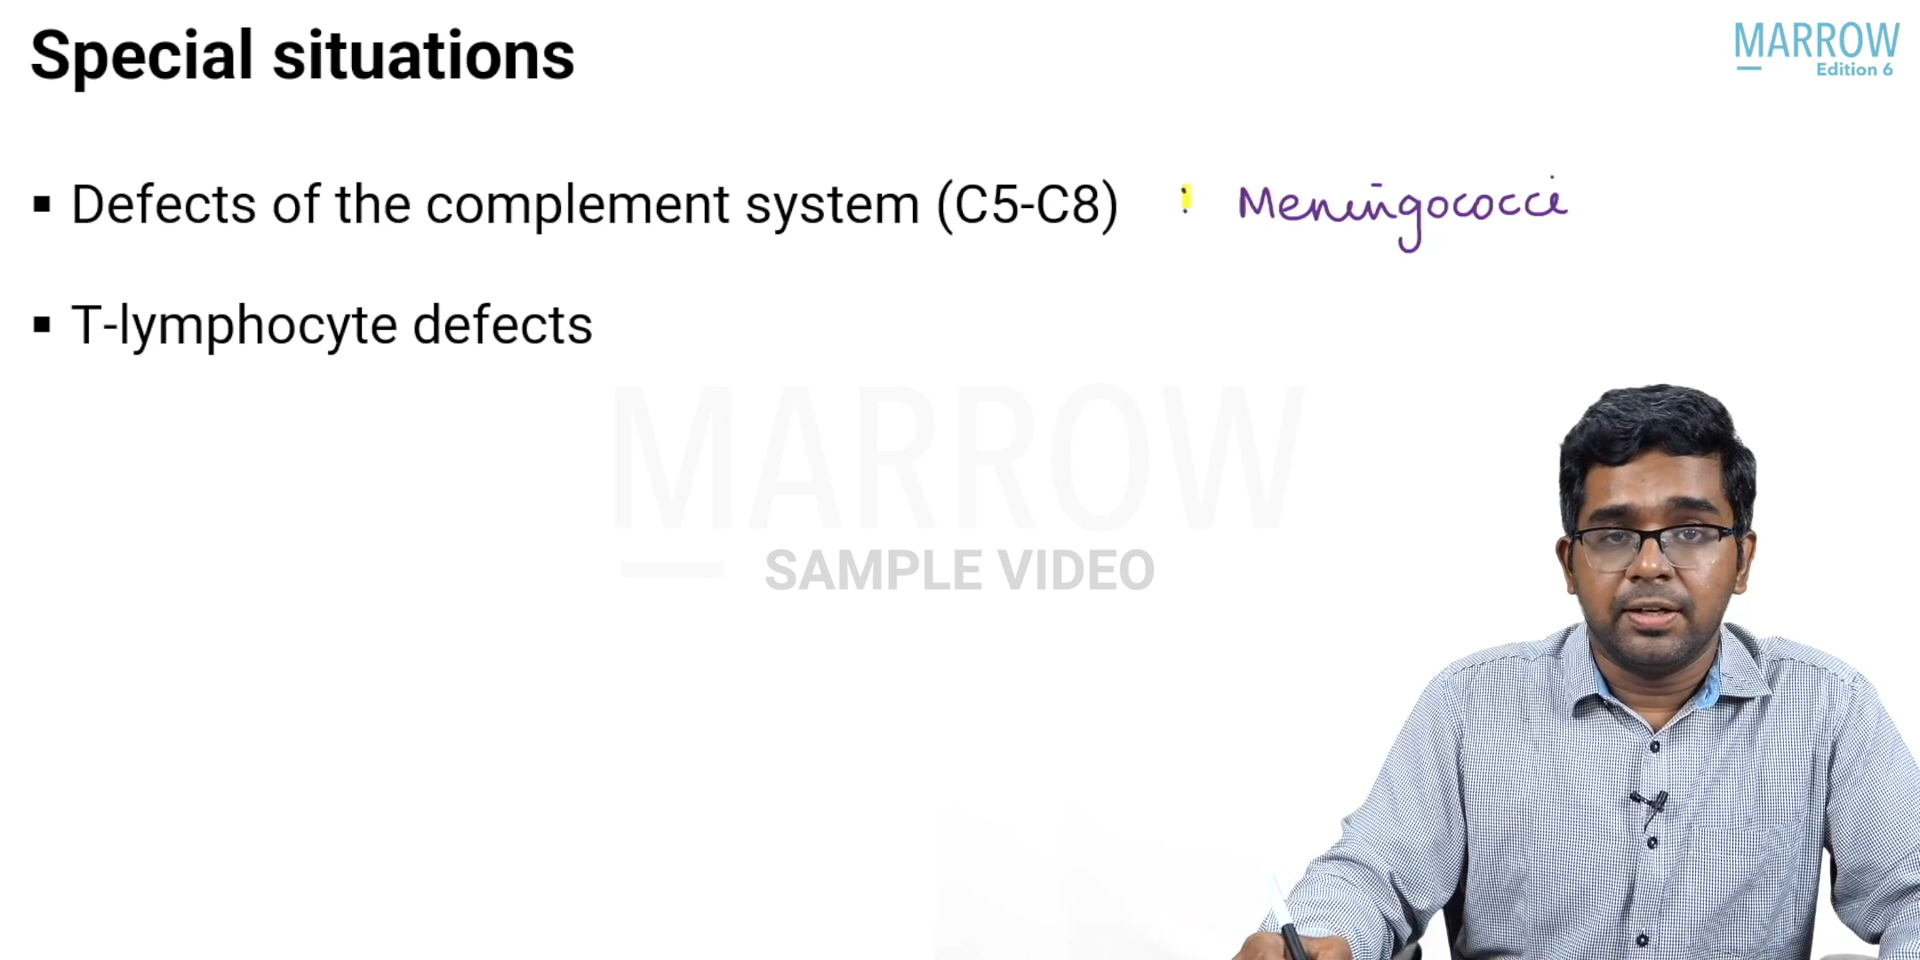 Special situations
MARROW
Edition 6
▪ Defects of the complement system (C5-C8) : Meningococci
▪ T-lymphocyte defects
MARROW
SAMPLE VIDEO